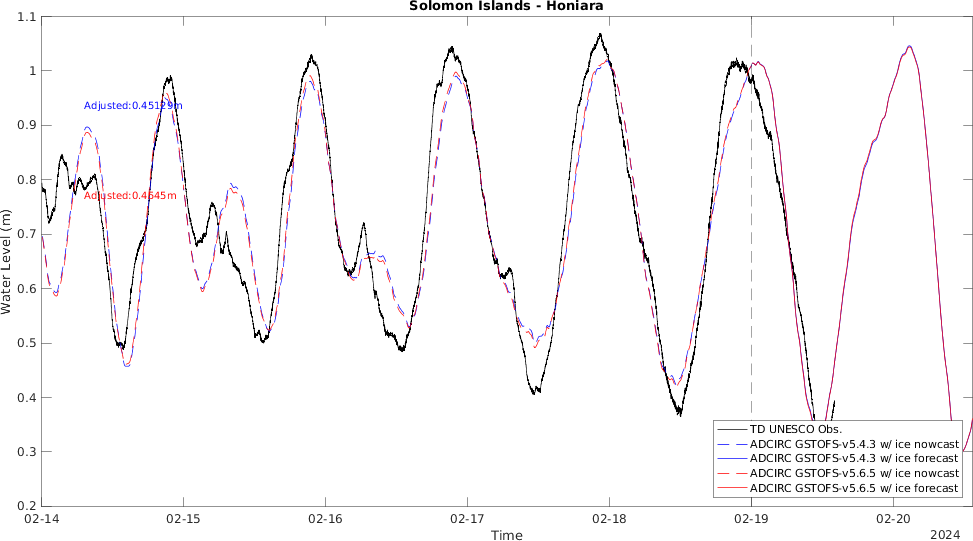 Solomon Islands - Honiara
1.1
1
0.9
0.8
0.7
0.6
0.5
0.4
0.3
0.2
Water Level (m)
Adjusted:0.45129m
Adjusted:0.4645m
TD UNESCO Obs.
ADCIRC GSTOFS-v5.4.3 w/ ice nowcast
ADCIRC GSTOFS-v5.4.3 w/ ice forecast
ADCIRC GSTOFS-v5.6.5 w/ ice nowcast
ADCIRC GSTOFS-v5.6.5 w/ ice forecast
02-14 02-15 02-16 02-17 02-18 02-19 02-20
Time
2024